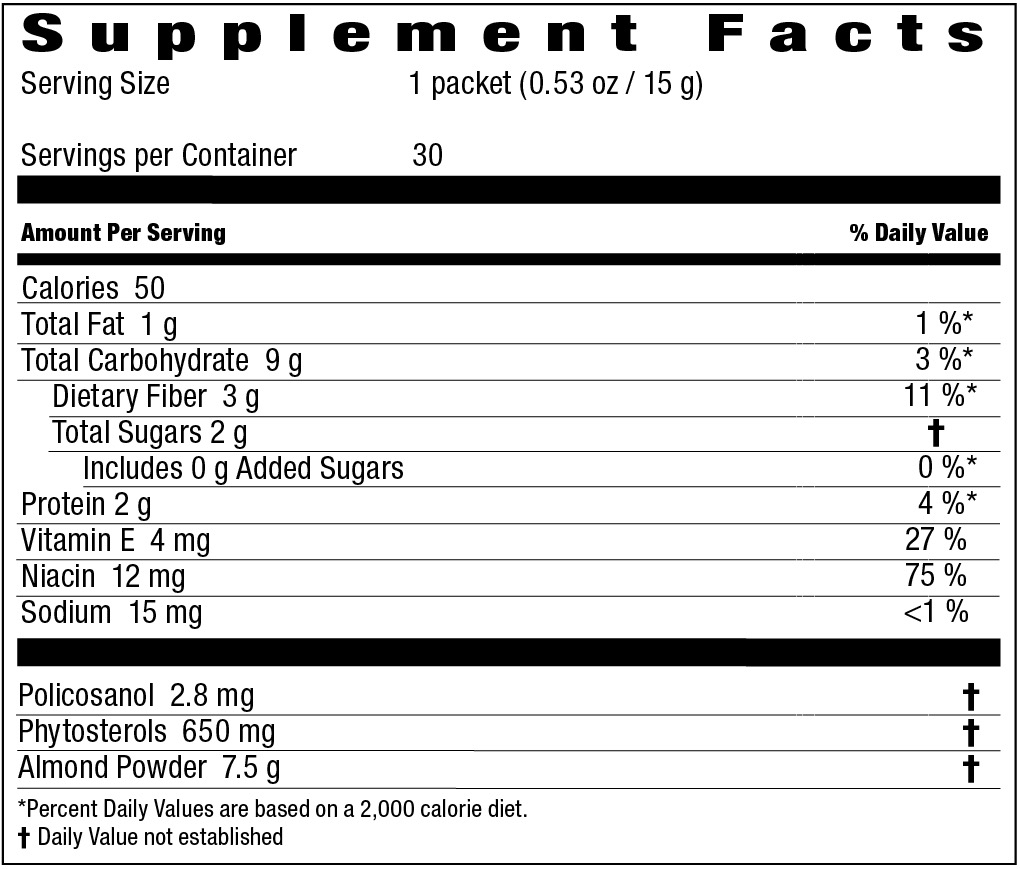 Supplement Facts
Serving Size 1 packet (0.53 oz / 15 g)
Servings per Container 30
Amount Per Serving % Daily Value
Calories 50
Total Fat 1 g 1 %*
Total Carbohydrate 9 g 3 %*
Dietary Fiber 3 g 11 %*
Total Sugars 2 g †
Includes 0 g Added Sugars 0 %*
Protein 2 g 4 %*
Vitamin E 4 mg 27 %
Niacin 12 mg 75 %
Sodium 15 mg <1 %
Policosanol 2.8 mg †
Phytosterols 650 mg †
Almond Powder 7.5 g †
*Percent Daily Values are based on a 2,000 calorie diet.
† Daily Value not established